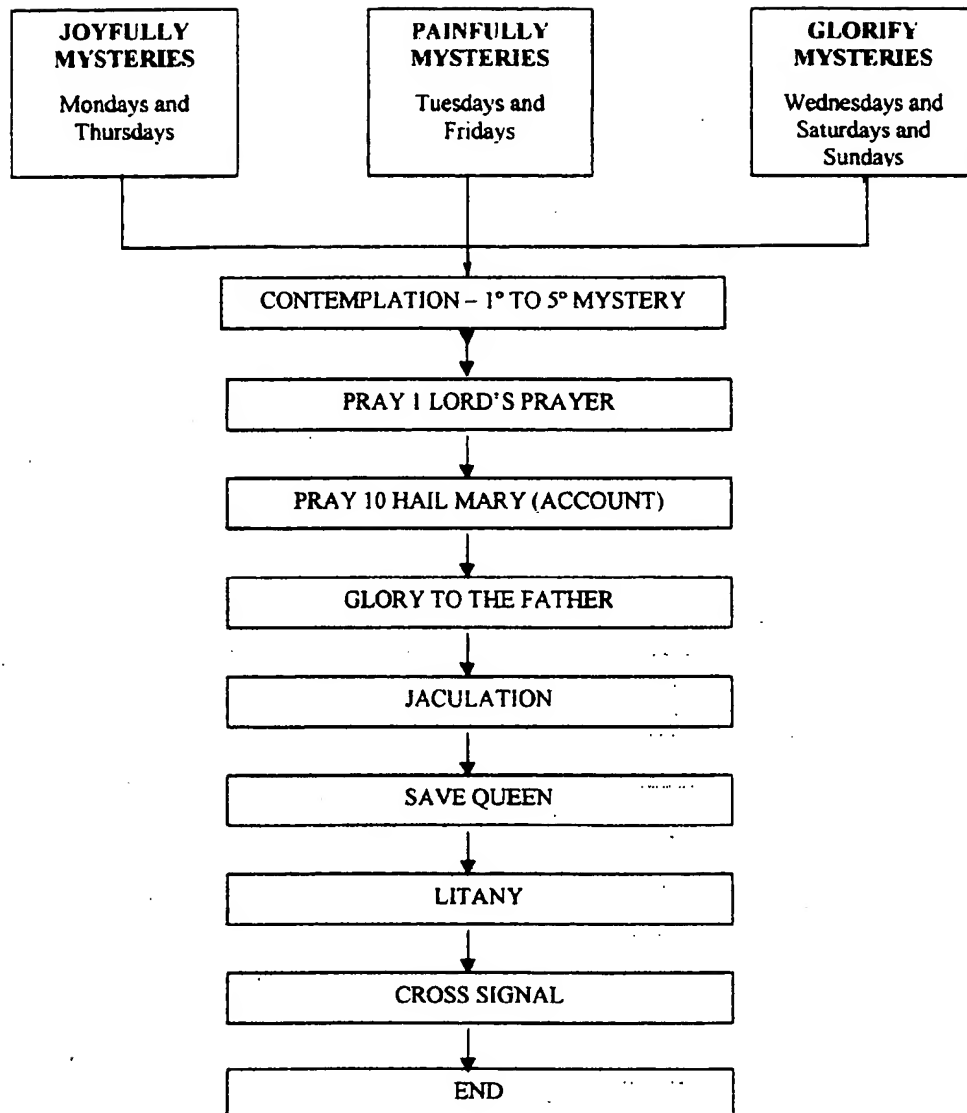 JOYFULLY
MYSTERIES
Mondays and
Thursdays
PAINFULLY
MYSTERIES
Tuesdays and
Fridays
GLORIFY
MYSTERIES
Wednesdays and
Saturdays and
Sundays
CONTEMPLATION – 1º TO 5º MYSTERY
PRAY 1 LORD'S PRAYER
PRAY 10 HAIL MARY (ACCOUNT)
GLORY TO THE FATHER
JACULATION
SAVE QUEEN
LITANY
CROSS SIGNAL
END